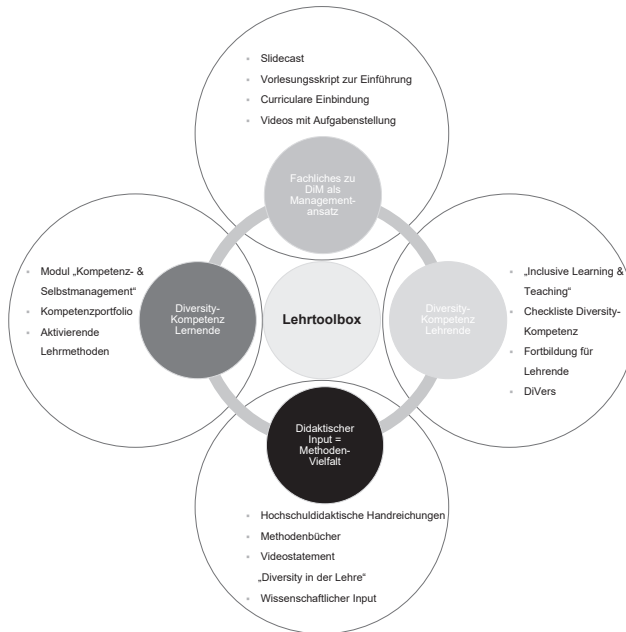 ▪ Slidecast
▪ Vorlesungsskript zur Einführung
▪ Curriculare Einbindung
▪ Videos mit Aufgabenstellung
Fachliches zu
DiM als
Management-
ansatz
▪ Modul „Kompetenz- &
Selbstmanagement“
▪ Kompetenzportfolio
▪ Aktivierende
Lehrmethoden
Diversity-
Kompetenz
Lernende
Lehrtoolbox
Diversity-
Kompetenz
Lehrende
▪ „Inclusive Learning &
Teaching“
▪ Checkliste Diversity-
Kompetenz
▪ Fortbildung für
Lehrende
▪ DiVers
Didaktischer
Input =
Methoden-
Vielfalt
▪ Hochschuldidaktische Handreichungen
▪ Methodenbücher
▪ Videostatement
„Diversity in der Lehre“
▪ Wissenschaftlicher Input